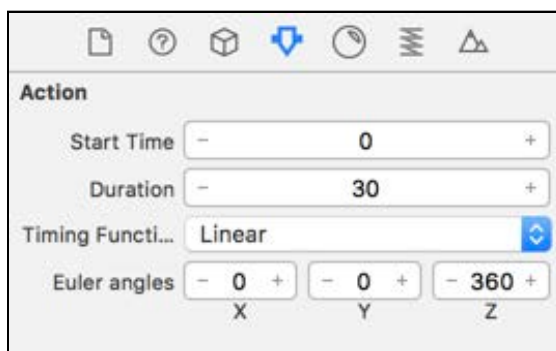 Action
Start Time - 0 +
Duration - 30 +
Timing Functi... Linear
Euler angles - 0 + - 0 + - 360 +
X Y Z